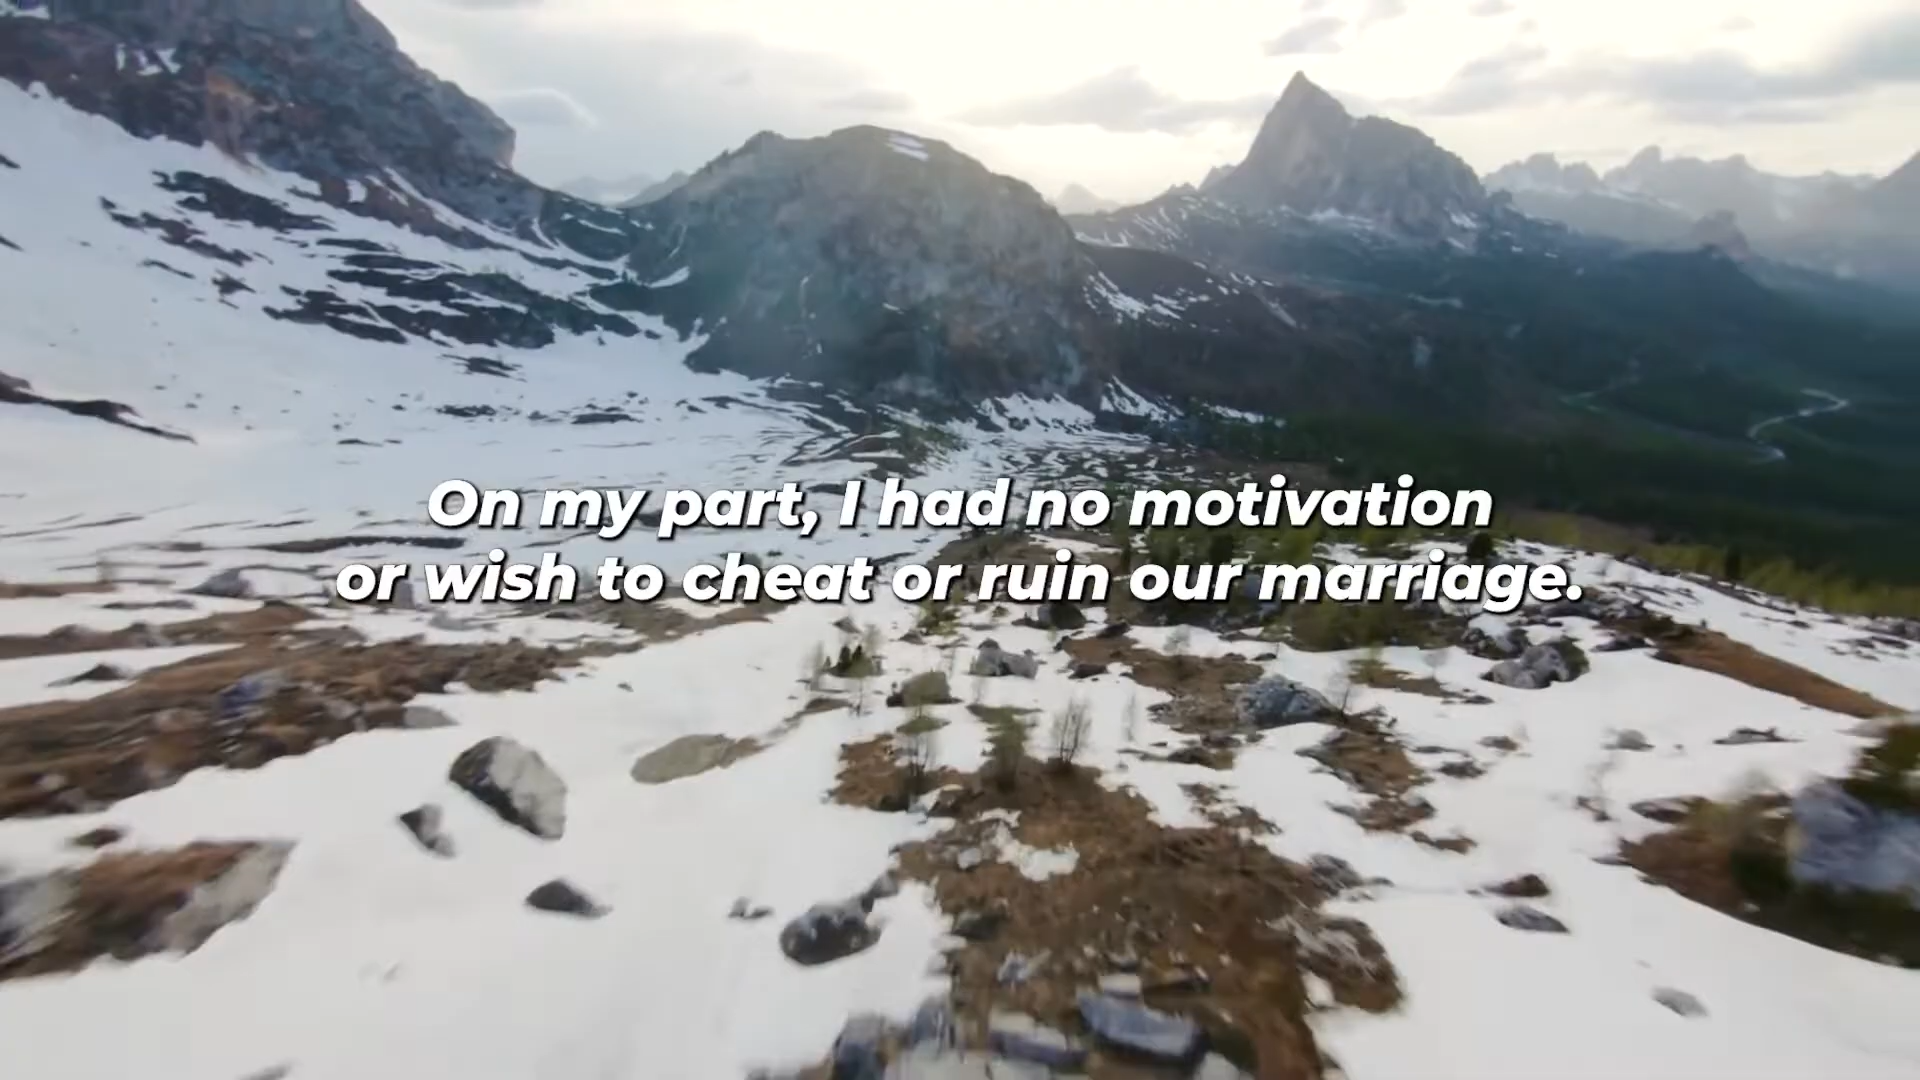 On my part, I had no motivation
or wish to cheat or ruin our marriage.